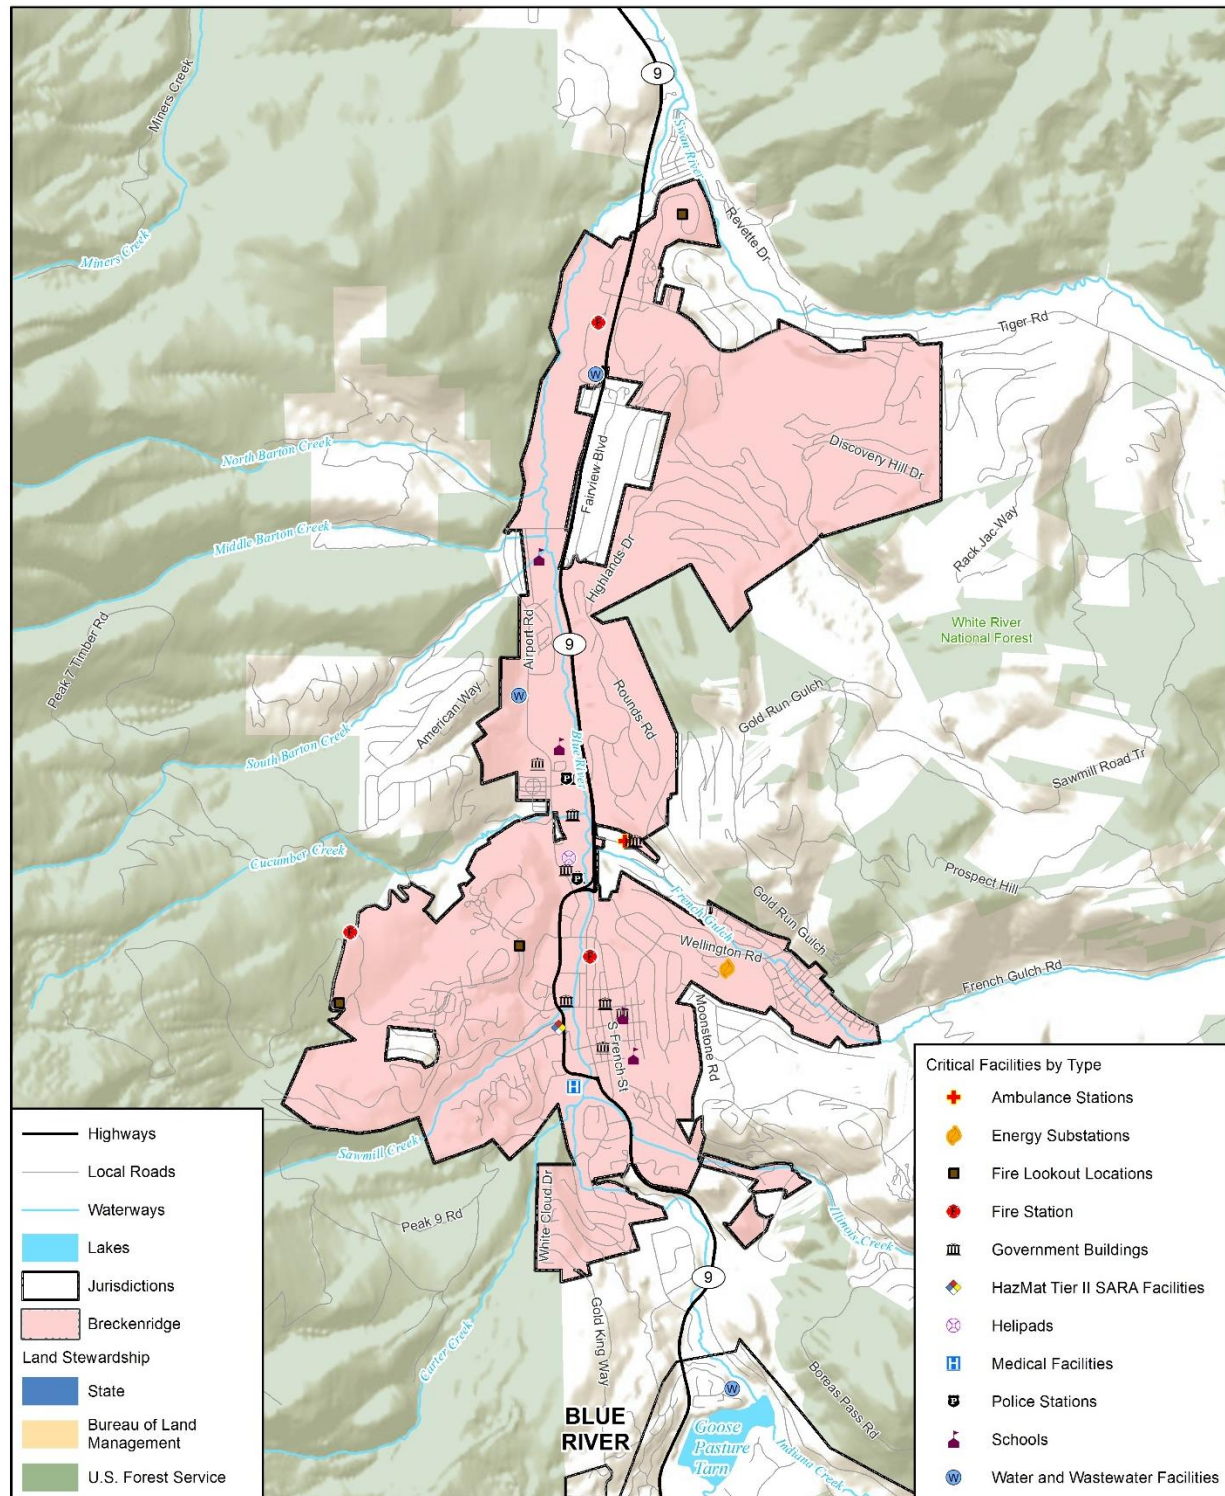 9
Miners Creek
Swan River
Miners Creek
Revette Dr
Tiger Rd
W
Fairview Blvd
North Barton Creek
Discovery Hill Dr
Middle Barton Creek
Rack Jac Way
Highlands Dr
White River
National Forest
Airport Rd
9
Peak 7 Timber Rd
American Way
Rounds Rd
Gold Run Gulch
W
South Barton Creek
Blue River
Sawmill Road Tr
P
Cucumber Creek
Prospect Hill
P
French Gulch
Gold Run Gulch
F
Wellington Rd
F
French Gulch Rd
Moonstone Rd
S French St
H
Sawmill Creek
White Cloud Dr
Peak 9 Rd
Illinois Creek
9
Carter Creek
Gold King Way
Boreas Pass Rd
W
BLUE
RIVER
Goose
Pasture
Tarn
Indiana Creek
Highways
Local Roads
Waterways
Lakes
Jurisdictions
Breckenridge
Land Stewardship
State
Bureau of Land
Management
U.S. Forest Service
Critical Facilities by Type
Ambulance Stations
Energy Substations
Fire Lookout Locations
F Fire Station
Government Buildings
HazMat Tier II SARA Facilities
Helipads
H Medical Facilities
P Police Stations
Schools
W Water and Wastewater Facilities